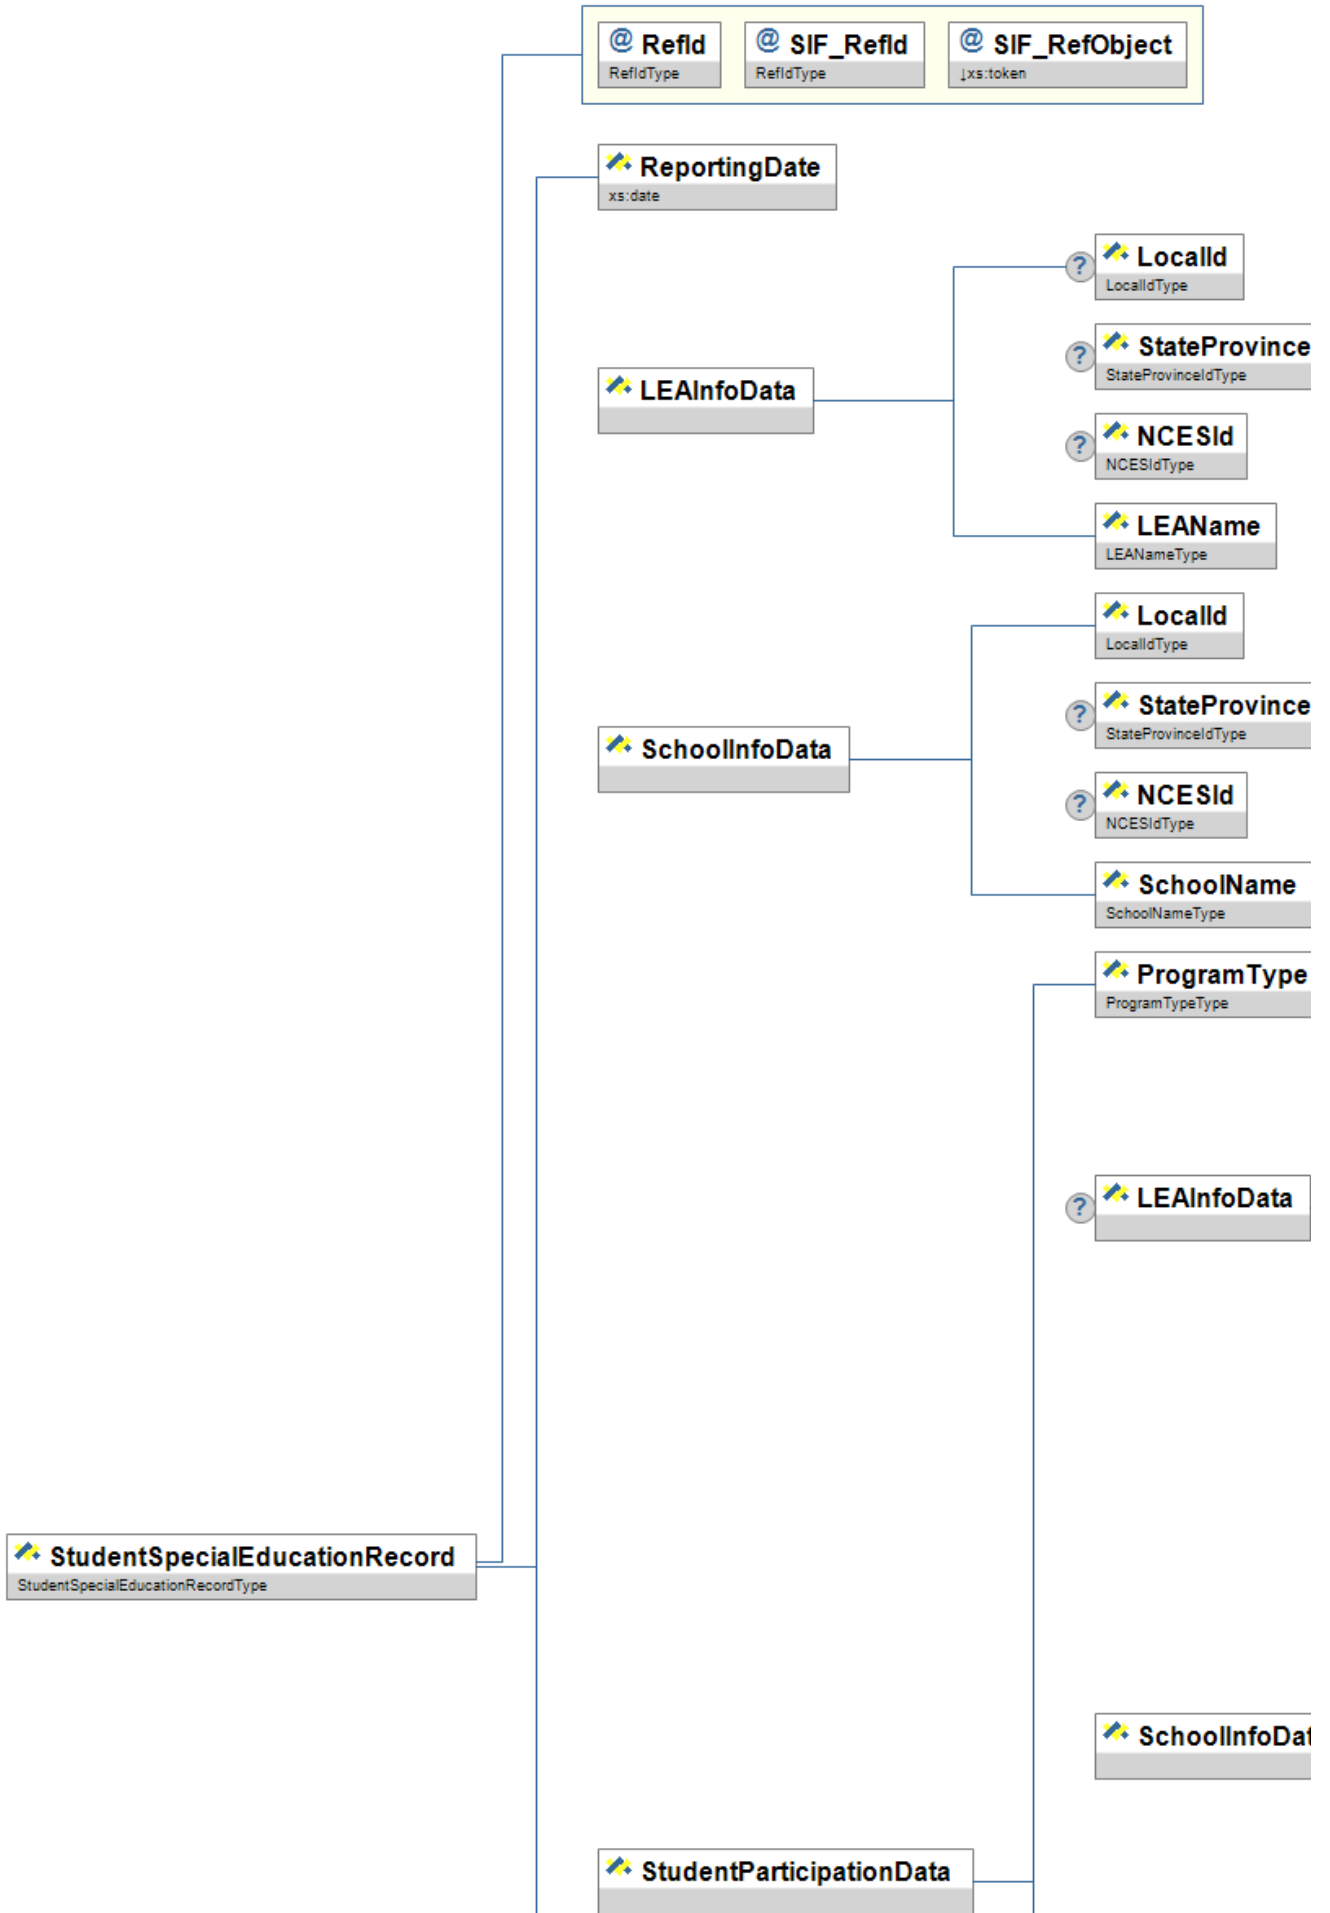 @ RefId
RefIdType
@ SIF_RefId
RefIdType
@ SIF_RefObject
↓xs:token
ReportingDate
xs:date
? LocalId
LocalIdType
? StateProvince
StateProvinceIdType
LEAInfoData
? NCESId
NCESIdType
LEAName
LEANameType
LocalId
LocalIdType
? StateProvince
StateProvinceIdType
SchoolInfoData
? NCESId
NCESIdType
SchoolName
SchoolNameType
ProgramType
ProgramTypeType
? LEAInfoData
StudentSpecialEducationRecord
StudentSpecialEducationRecordType
SchoolInfoDat
StudentParticipationData